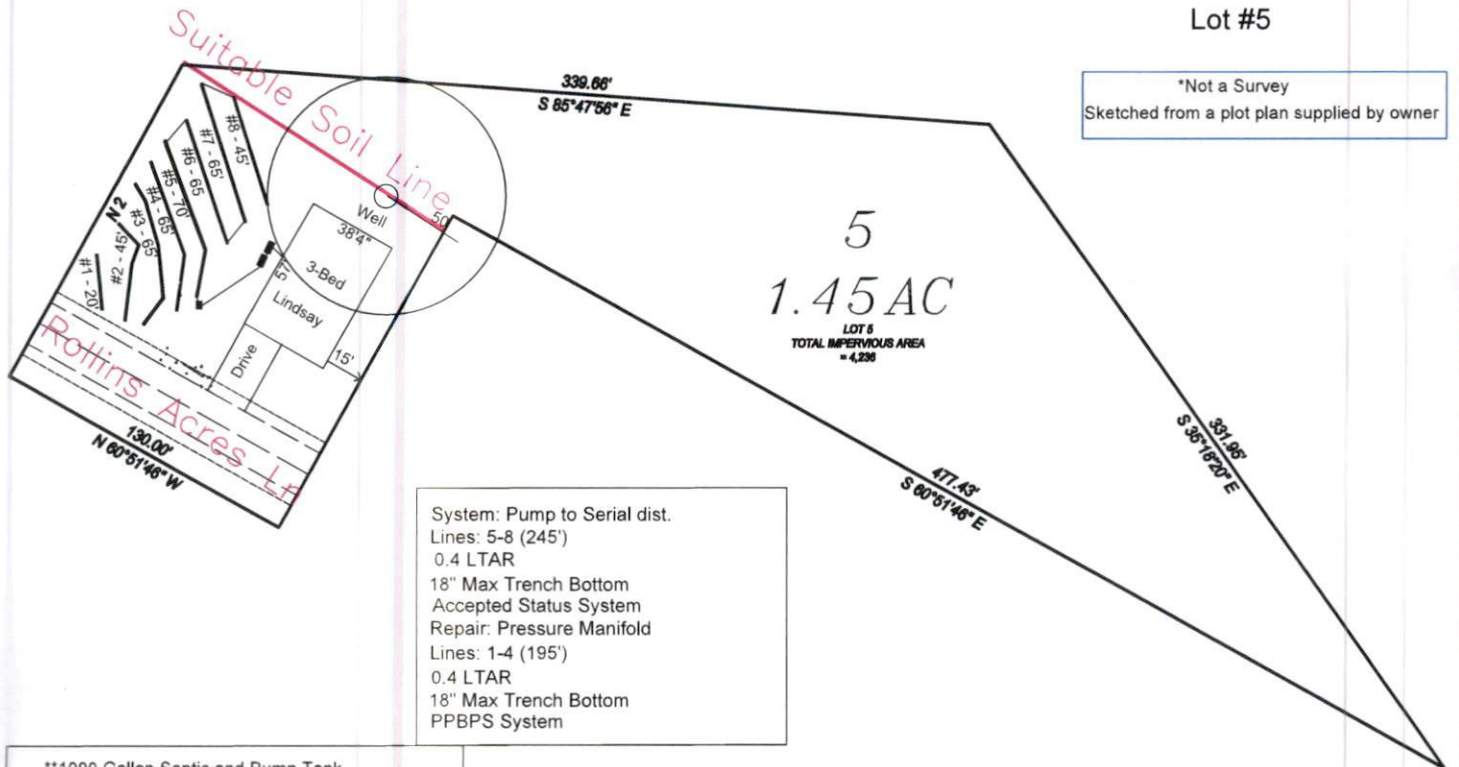 Lot #5
*Not a Survey
Sketched from a plot plan supplied by owner
Suitable Soil Line
339.66'
S 85°47'56" E
#8 - 45'
#7 - 65'
#6 - 65
#5 - 70'
#4 - 65'
#3 - 65'
N2
#2 - 45'
#1 - 20'
Well
50
38'4"
57'
3-Bed
Lindsay
Drive
15'
5
1.45 AC
LOT 5
TOTAL IMPERVIOUS AREA
= 4,236
331.95'
S 35°18'20" E
477.43'
S 60°51'46" E
Rollins Acres Ln
130.00'
N 60°51'46" W
System: Pump to Serial dist.
Lines: 5-8 (245')
0.4 LTAR
18" Max Trench Bottom
Accepted Status System
Repair: Pressure Manifold
Lines: 1-4 (195')
0.4 LTAR
18" Max Trench Bottom
PPBPS System
**1000 Gallon Septic and Pump Tank